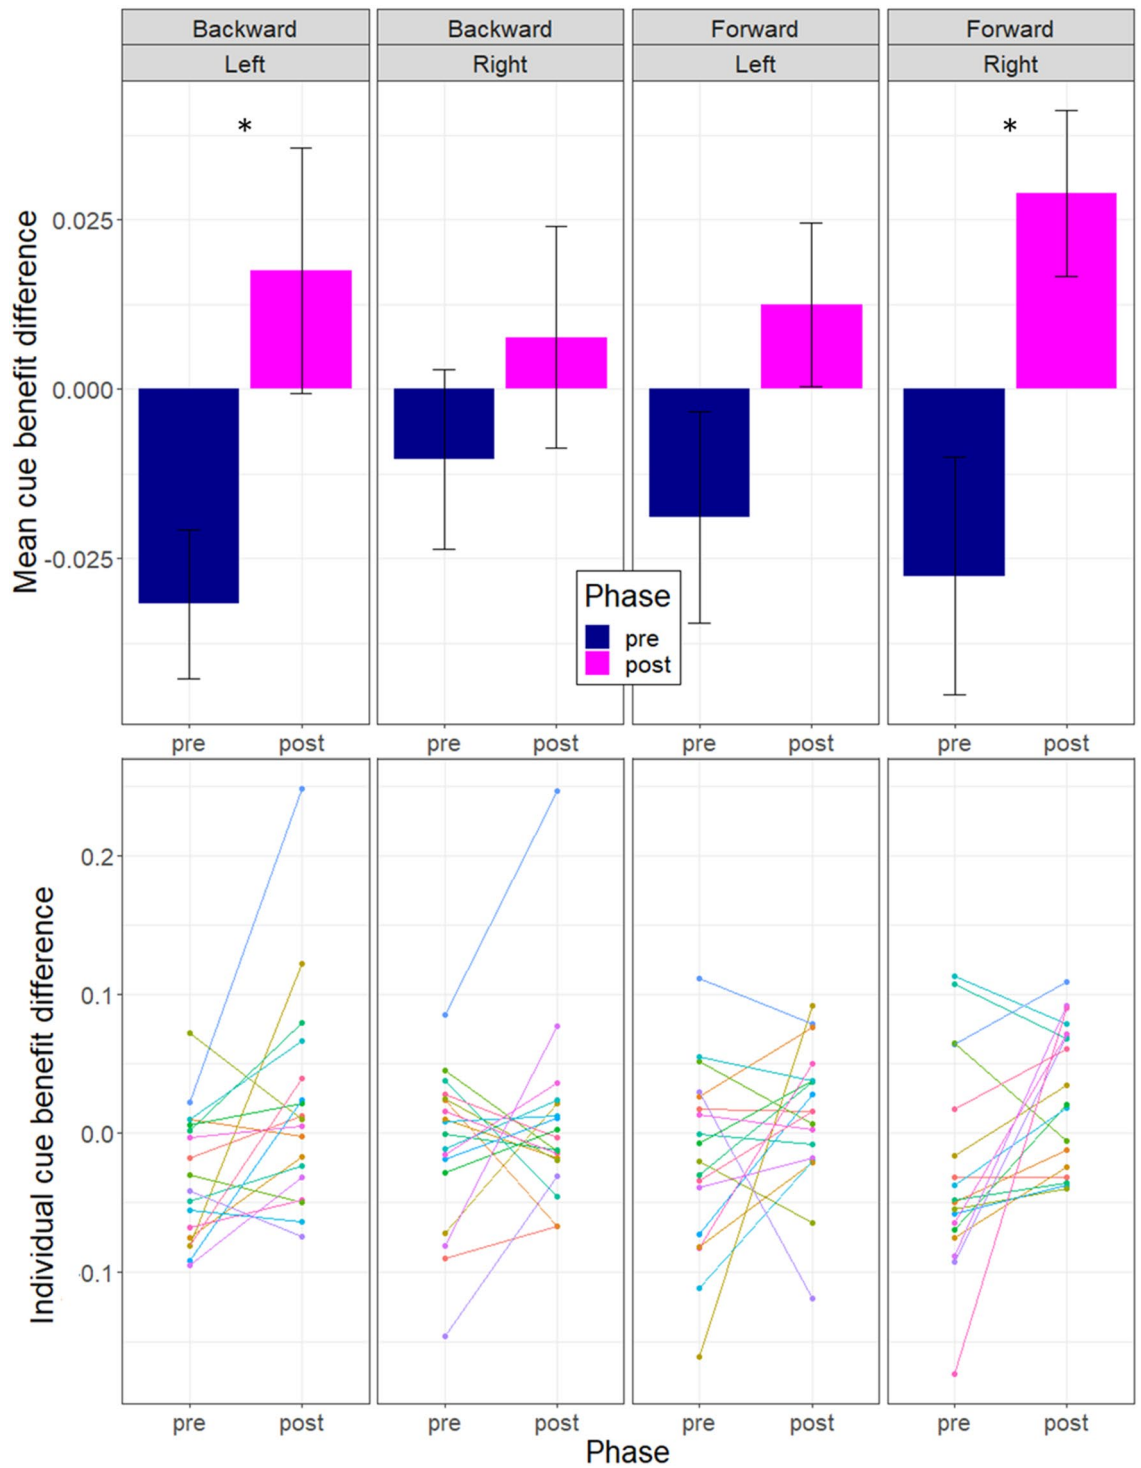 Backward Backward Forward Forward
Left Right Left Right
* *
Mean cue benefit difference
0.025
0.000
-0.025
Phase
pre
post
pre post pre post pre post pre post
Individual cue benefit difference
0.2
0.1
0.0
0.1
pre post pre post pre post pre post
Phase